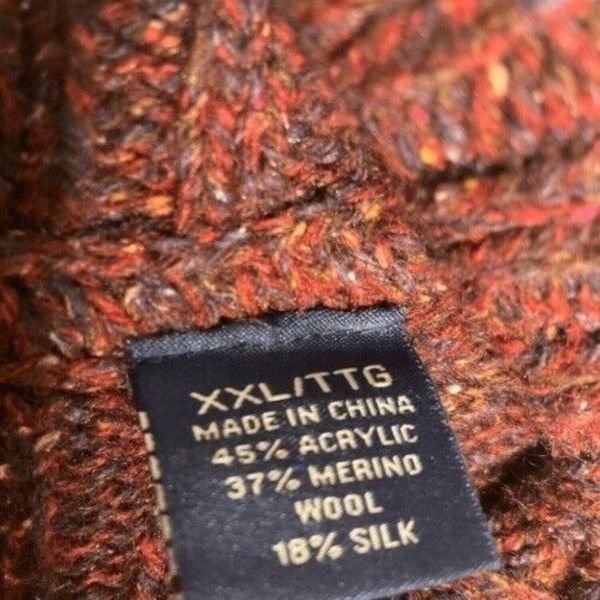 XXL/TTG
MADE IN CHINA
45% ACRYLIC
37% MERINO
WOOL
18% SILK